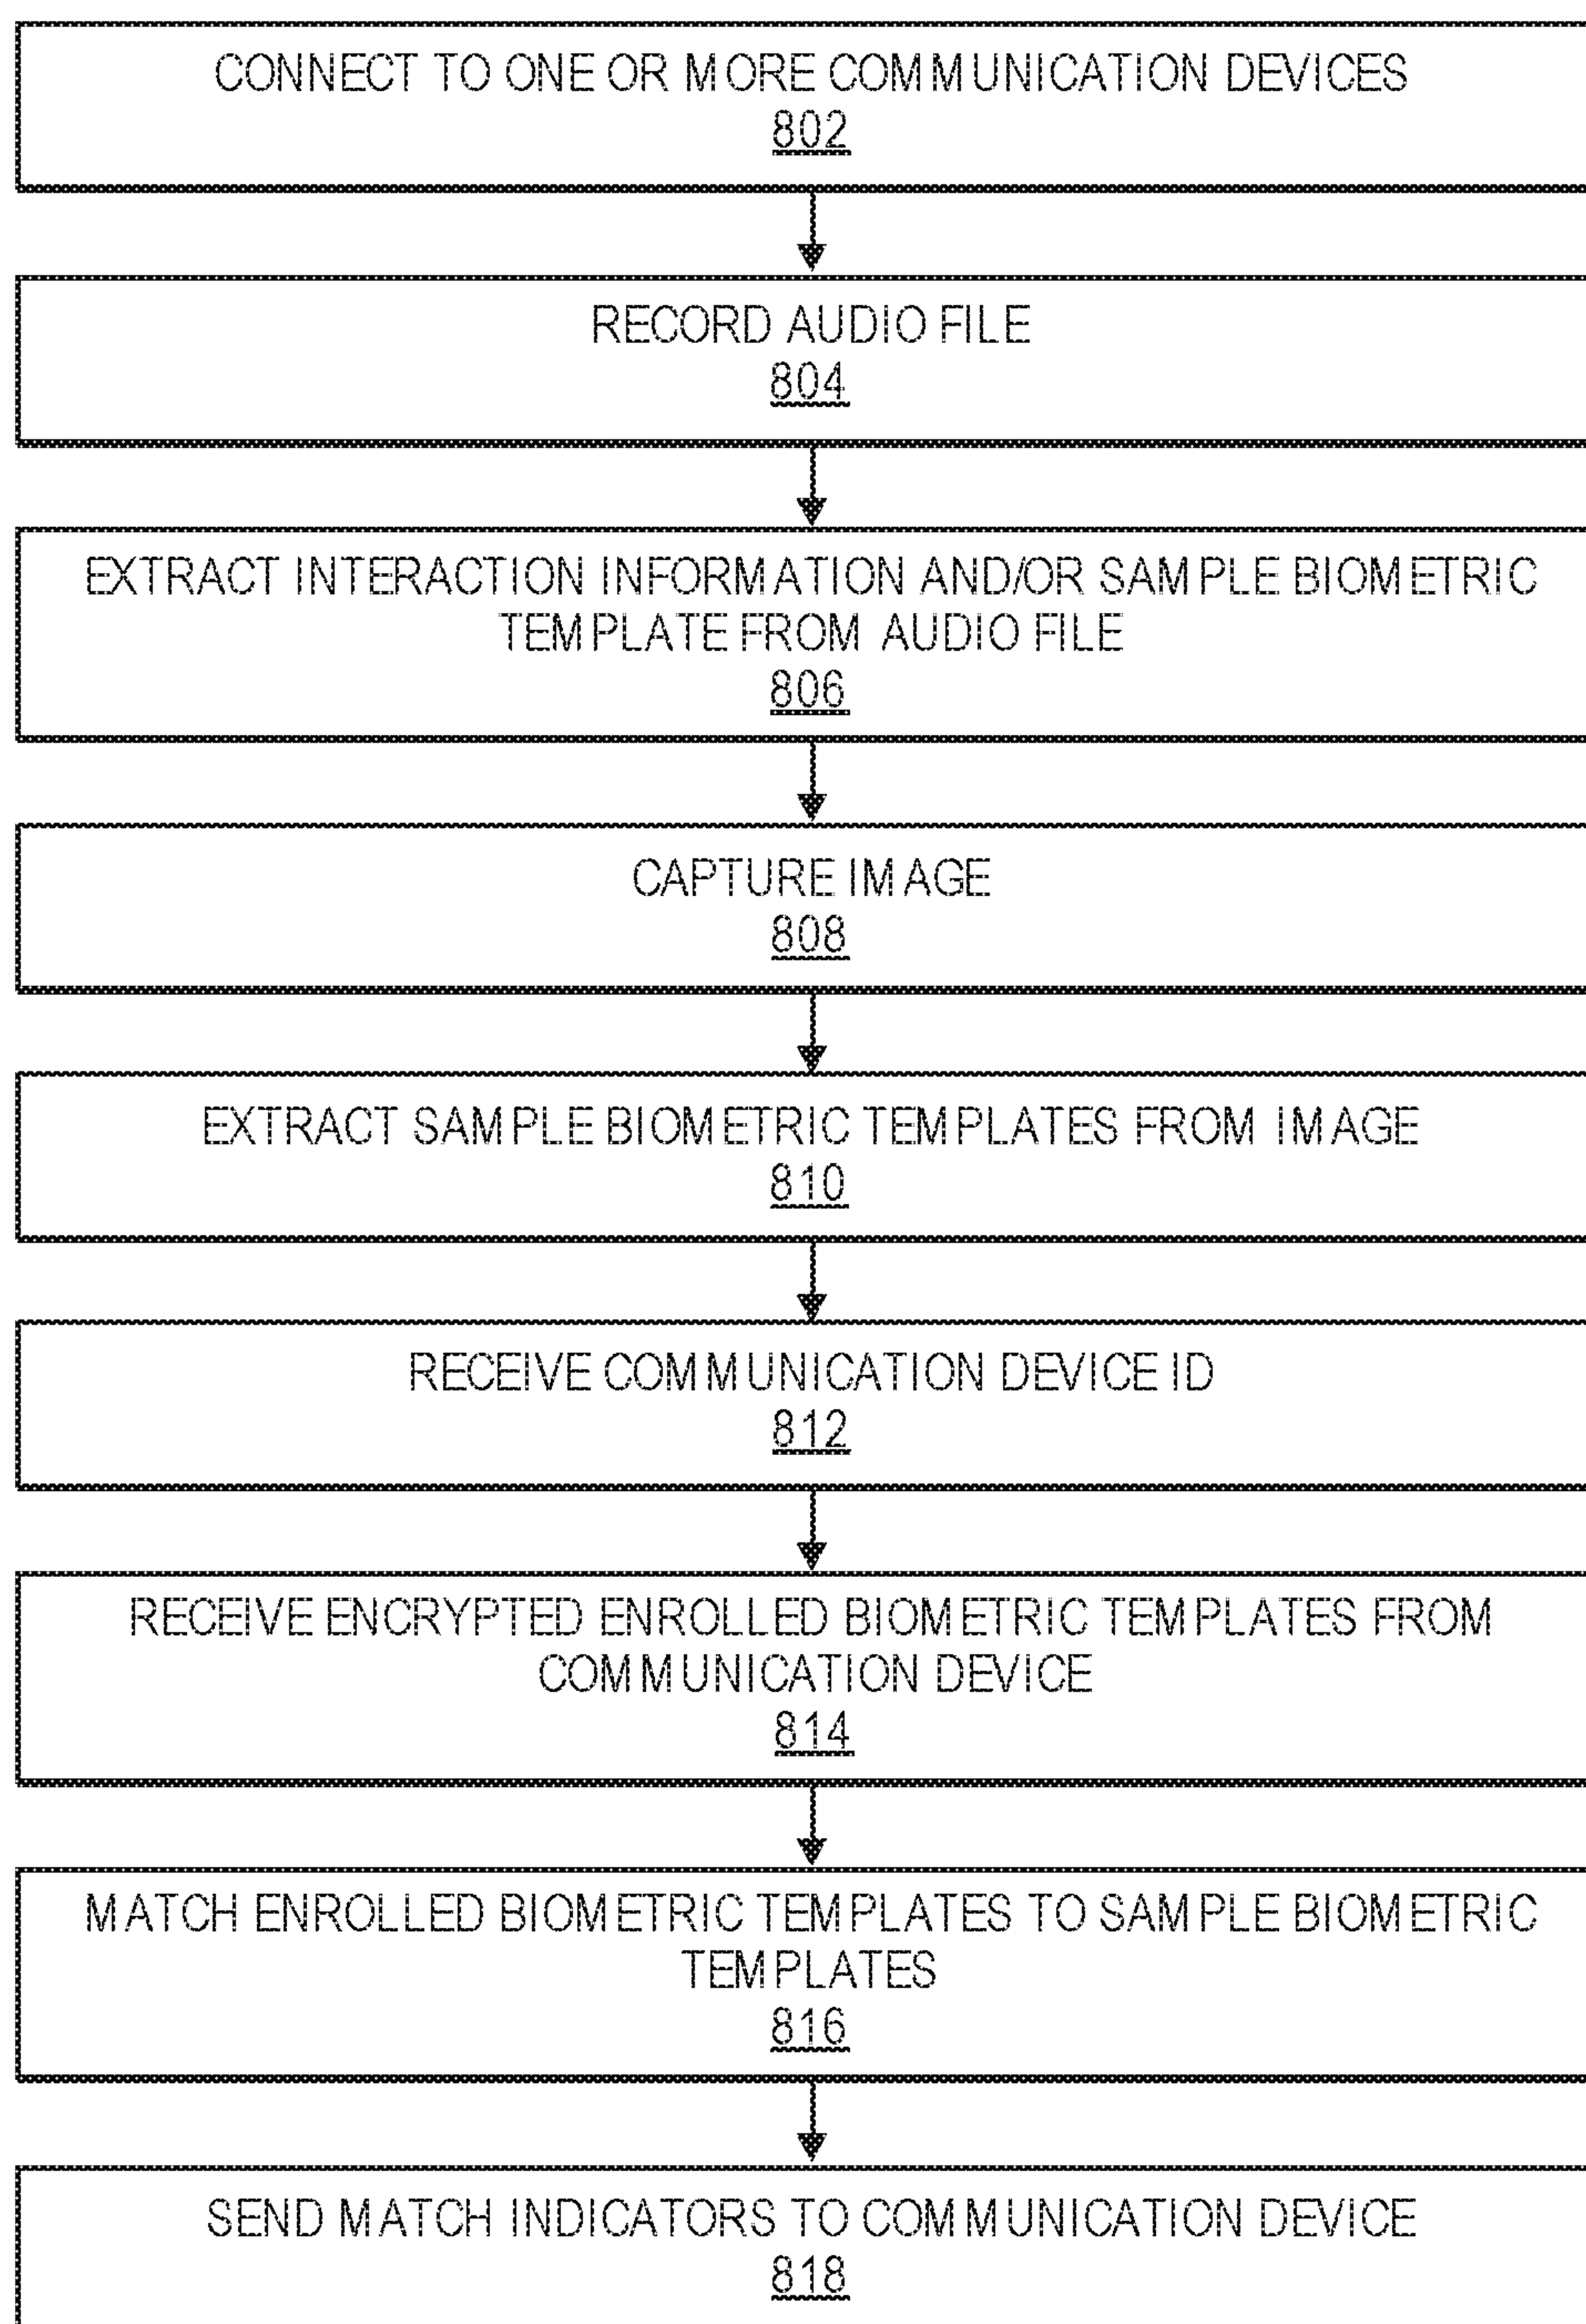 CONNECT TO ONE OR MORE COMMUNICATION DEVICES
802
RECORD AUDIO FILE
804
EXTRACT INTERACTION INFORMATION AND/OR SAMPLE BIOMETRIC
TEMPLATE FROM AUDIO FILE
806
CAPTURE IMAGE
808
EXTRACT SAMPLE BIOMETRIC TEMPLATES FROM IMAGE
810
RECEIVE COMMUNICATION DEVICE ID
812
RECEIVE ENCRYPTED ENROLLED BIOMETRIC TEMPLATES FROM
COMMUNICATION DEVICE
814
MATCH ENROLLED BIOMETRIC TEMPLATES TO SAMPLE BIOMETRIC
TEMPLATES
816
SEND MATCH INDICATORS TO COMMUNICATION DEVICE
818